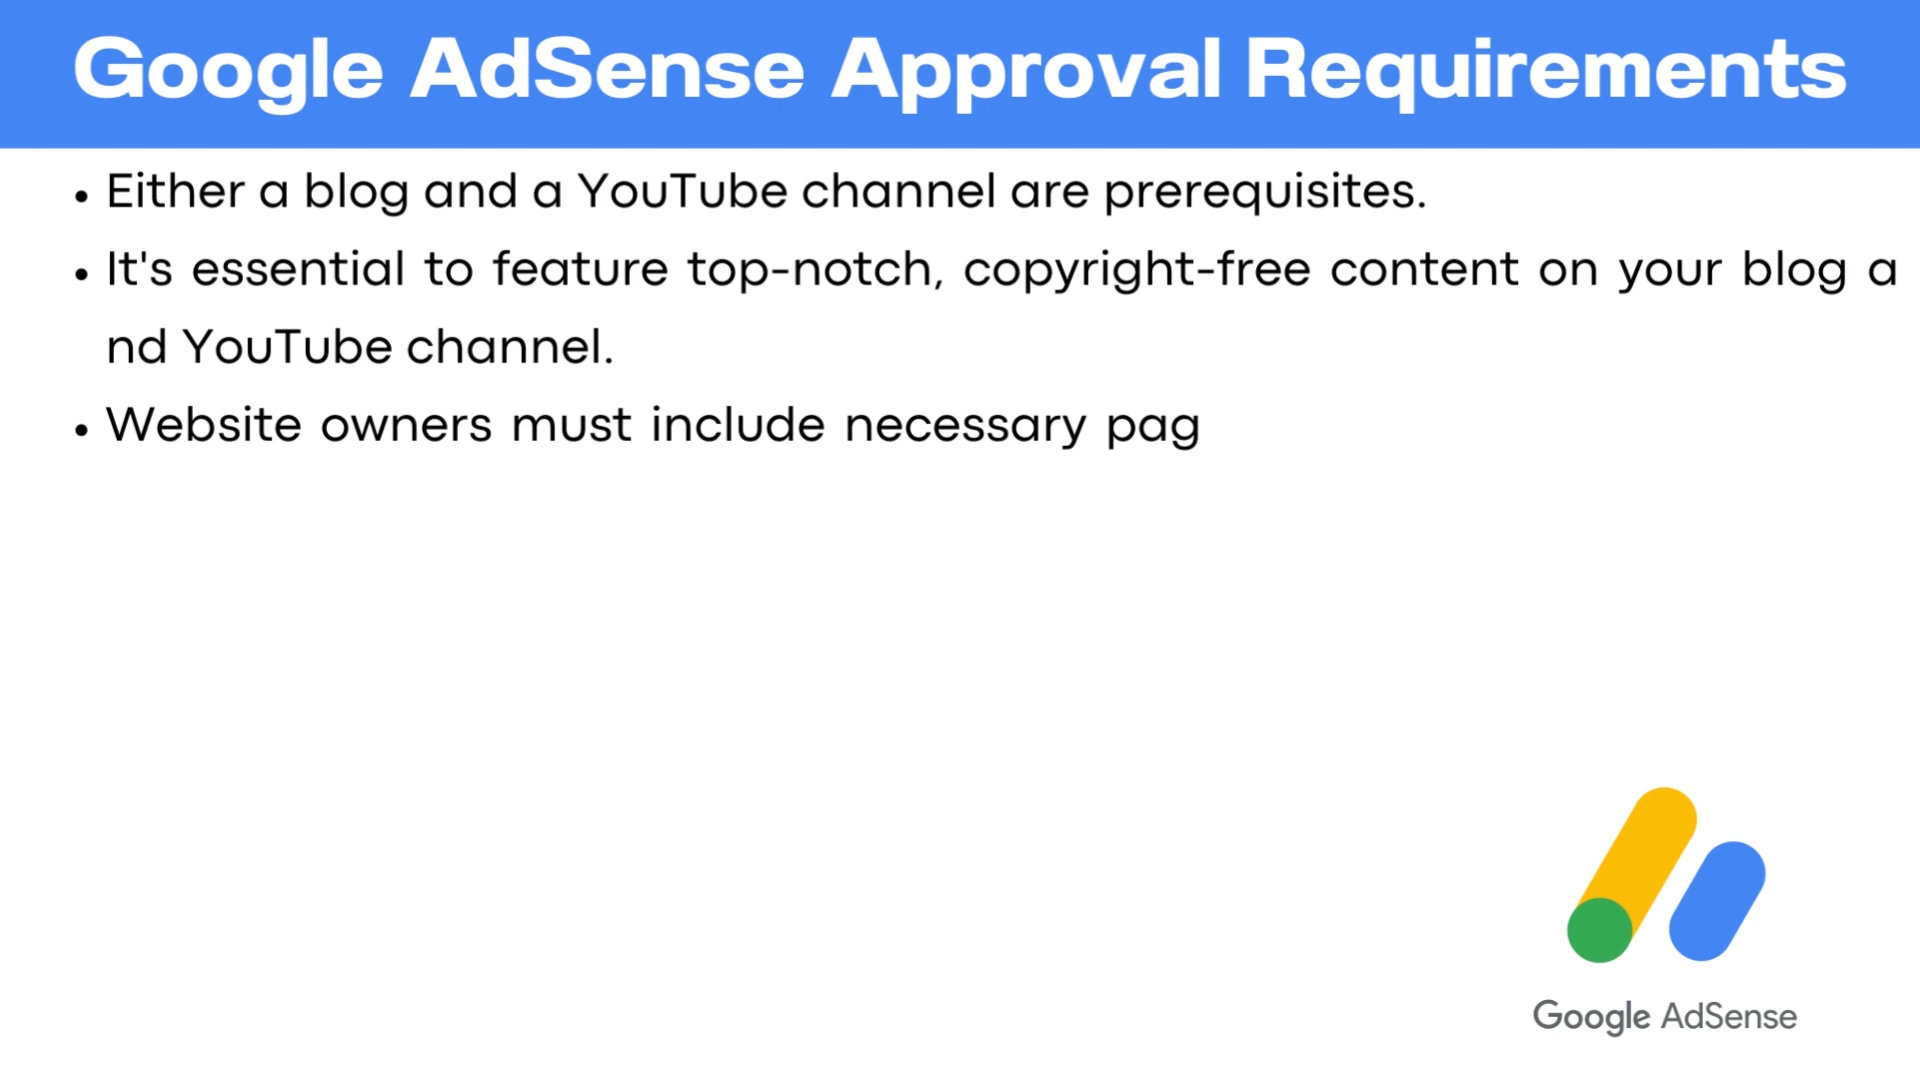 Google AdSense Approval Requirements
• Either a blog and a YouTube channel are prerequisites.
• It's essential to feature top-notch, copyright-free content on your blog a
nd YouTube channel.
• Website owners must include necessary pag
Google AdSense